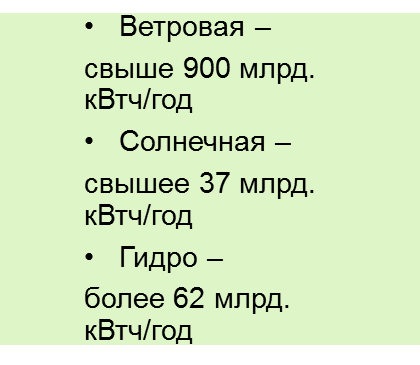 • Ветровая –
свыше 900 млрд.
кВтч/год
• Солнечная –
свышее 37 млрд.
кВтч/год
• Гидро –
более 62 млрд.
кВтч/год